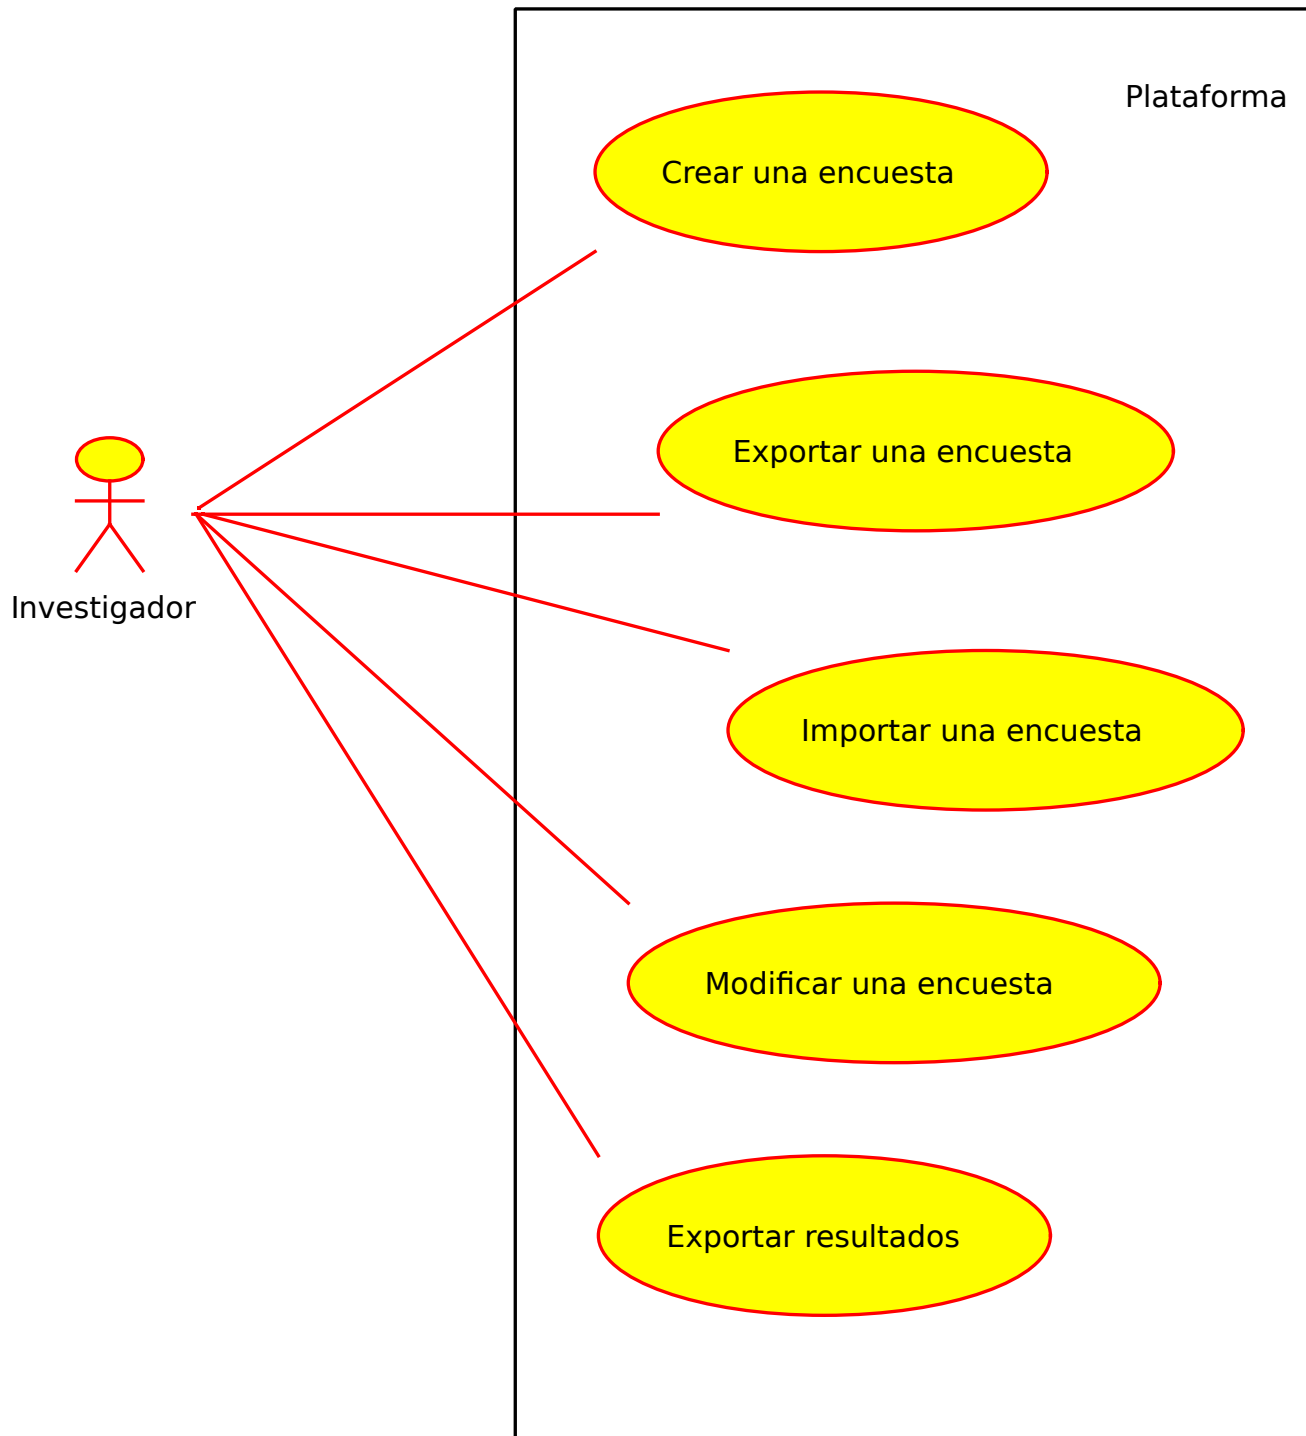 Plataforma
Crear una encuesta
Exportar una encuesta
Investigador
Importar una encuesta
Modificar una encuesta
Exportar resultados